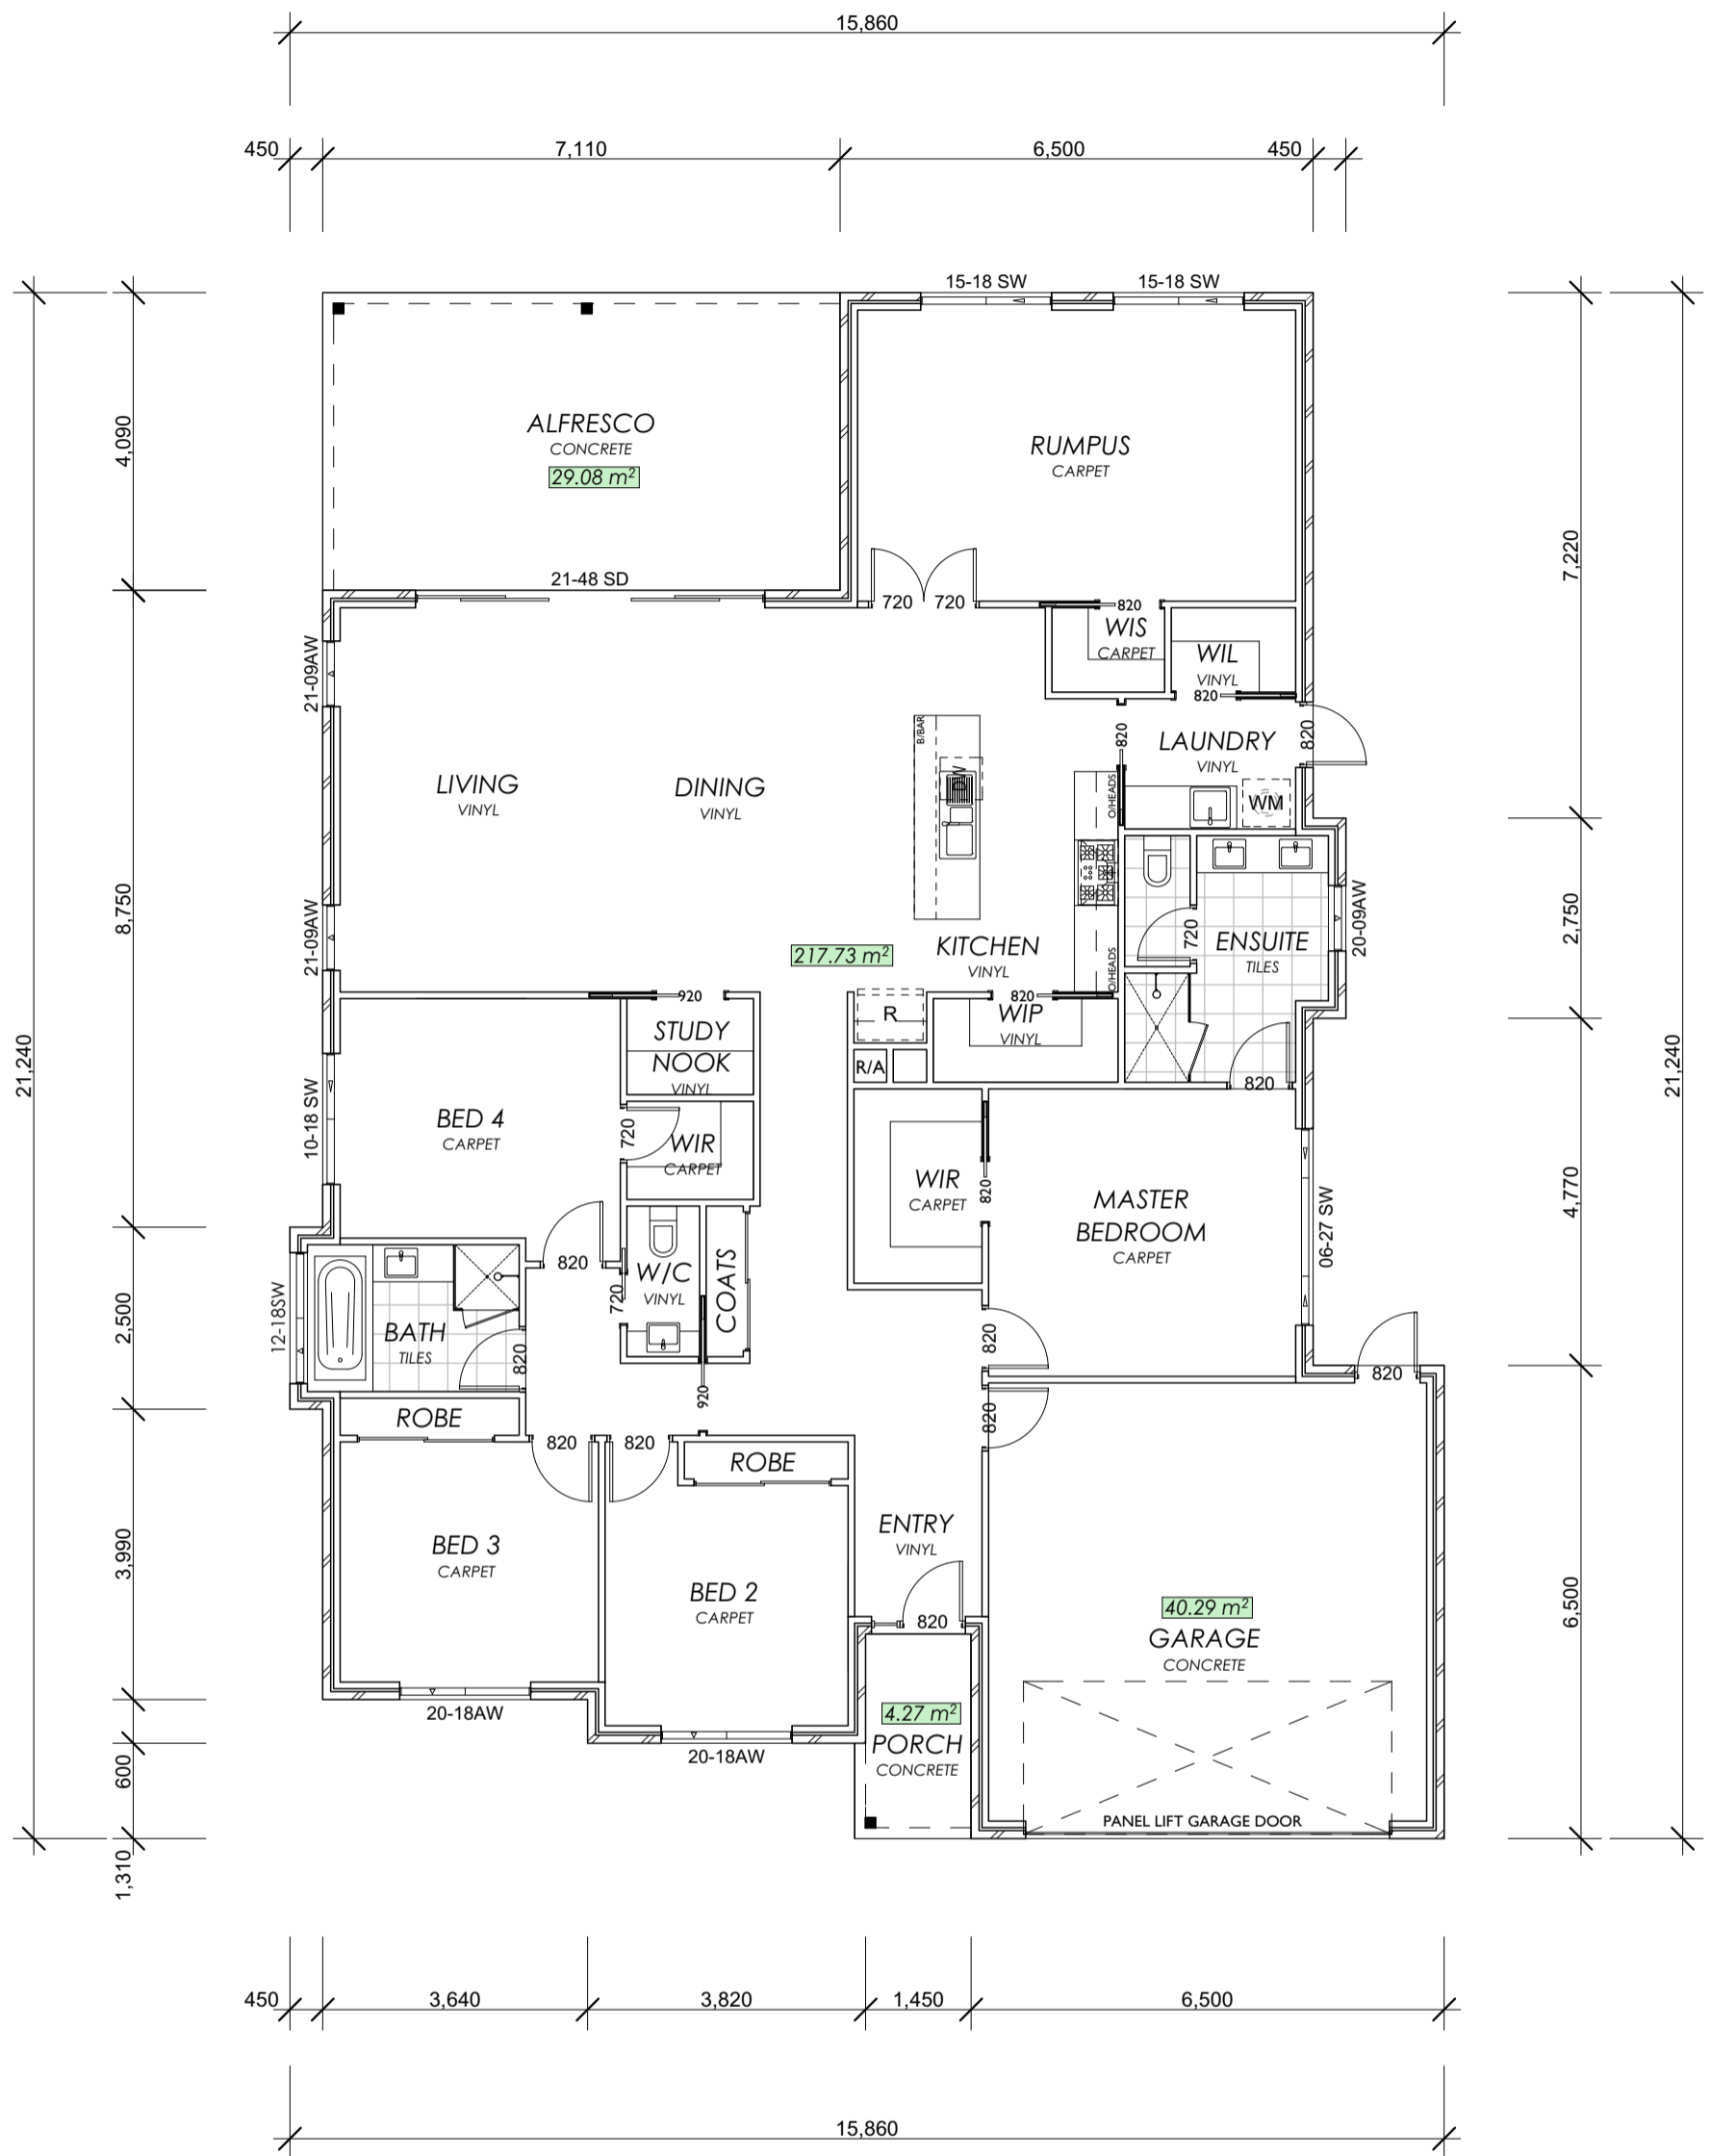 15,860
450
7,110
6,500
450
15-18 SW
15-18 SW
ALFRESCO
CONCRETE
29.08 m²
RUMPUS
CARPET
4,090
7,220
21-48 SD
720
720
820
WIS
CARPET
WIL
VINYL
820
21-09AW
B/BAR
DW
820
LAUNDRY
VINYL
820
WM
LIVING
VINYL
DINING
VINYL
O/HEADS
8,750
21-09AW
217.73 m²
KITCHEN
VINYL
O/HEADS
720
ENSUITE
TILES
20-09AW
2,750
920
820
STUDY
NOOK
VINYL
R
R/A
WIP
VINYL
820
21,240
21,240
10-18 SW
BED 4
CARPET
720
WIR
CARPET
WIR
CARPET
820
MASTER
BEDROOM
CARPET
06-27 SW
4,770
820
W/C
VINYL
720
COATS
12-18SW
2,500
BATH
TILES
820
820
820
920
820
ROBE
820
820
ROBE
3,990
BED 3
CARPET
BED 2
CARPET
ENTRY
VINYL
820
40.29 m²
GARAGE
CONCRETE
6,500
20-18AW
20-18AW
4.27 m²
PORCH
CONCRETE
PANEL LIFT GARAGE DOOR
600
1,310
450
3,640
3,820
1,450
6,500
15,860